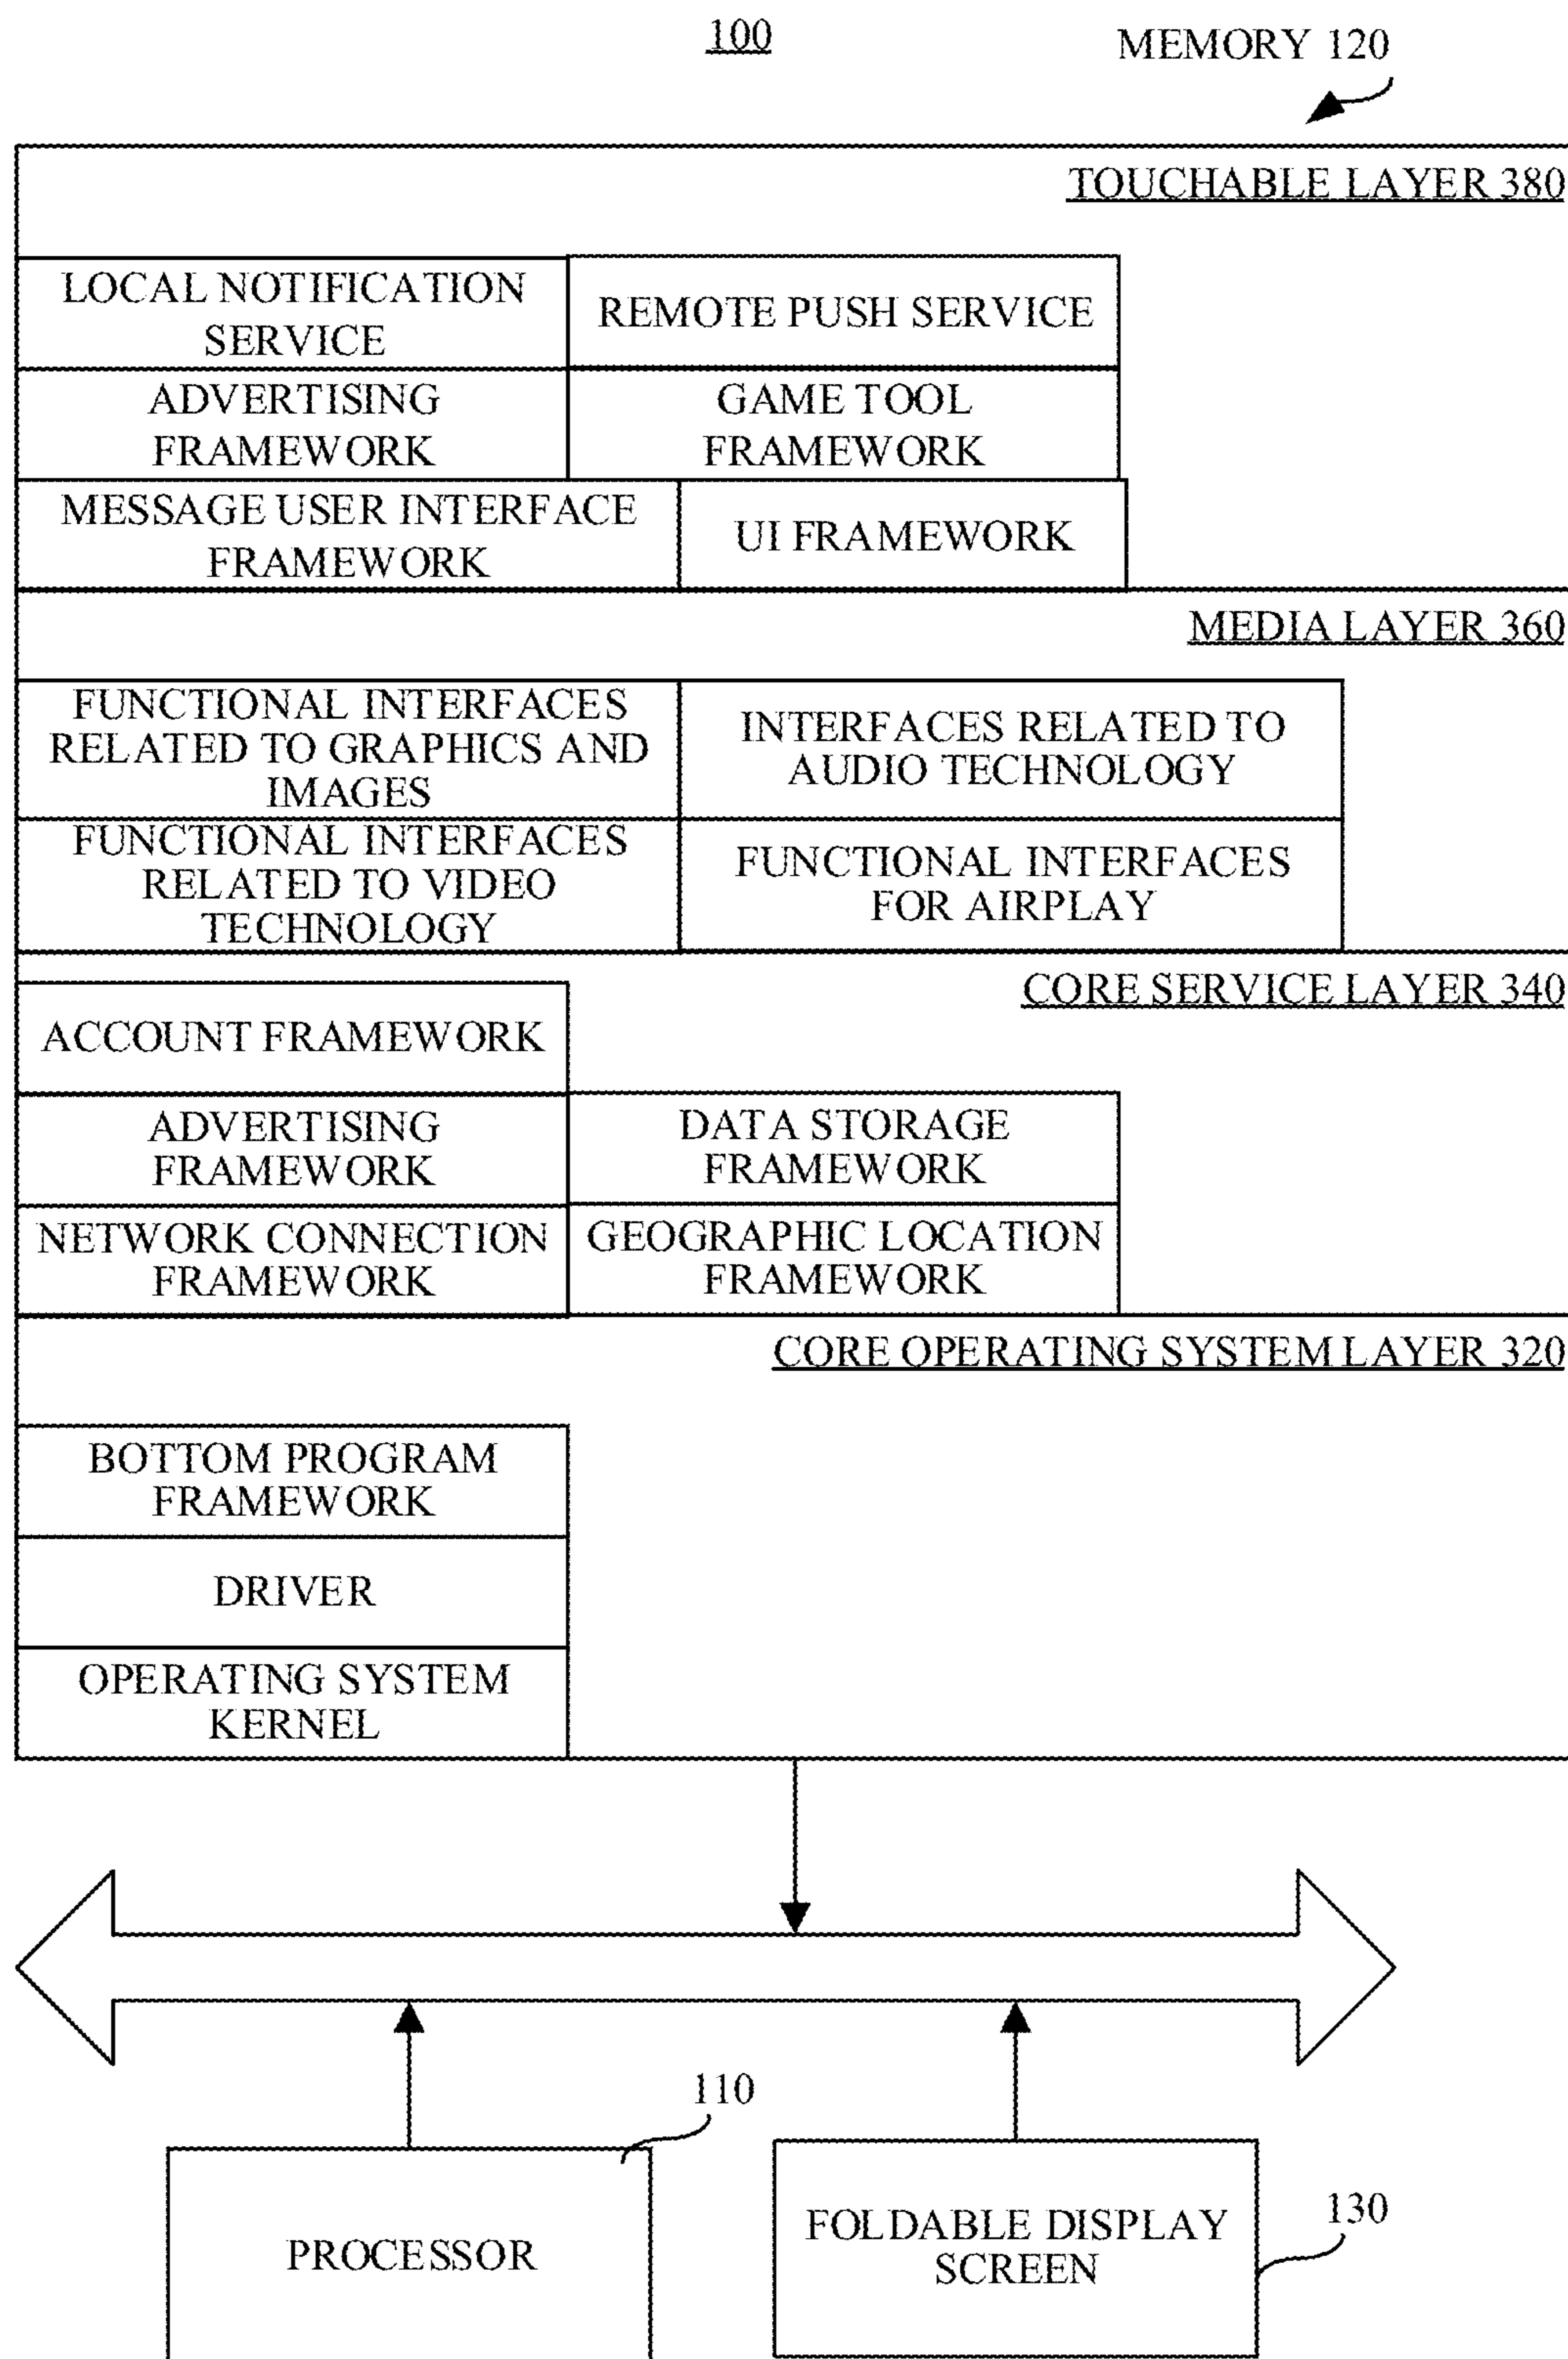 100
MEMORY 120
TOUCHABLE LAYER 380
LOCAL NOTIFICATION
SERVICE
REMOTE PUSH SERVICE
ADVERTISING
FRAMEWORK
GAME TOOL
FRAMEWORK
MESSAGE USER INTERFACE
FRAMEWORK
UI FRAMEWORK
MEDIA LAYER 360
FUNCTIONAL INTERFACES
RELATED TO GRAPHICS AND
IMAGES
INTERFACES RELATED TO
AUDIO TECHNOLOGY
FUNCTIONAL INTERFACES
RELATED TO VIDEO
TECHNOLOGY
FUNCTIONAL INTERFACES
FOR AIRPLAY
CORE SERVICE LAYER 340
ACCOUNT FRAMEWORK
ADVERTISING
FRAMEWORK
DATA STORAGE
FRAMEWORK
NETWORK CONNECTION
FRAMEWORK
GEOGRAPHIC LOCATION
FRAMEWORK
CORE OPERATING SYSTEM LAYER 320
BOTTOM PROGRAM
FRAMEWORK
DRIVER
OPERATING SYSTEM
KERNEL
110
PROCESSOR
FOLDABLE DISPLAY
SCREEN
130